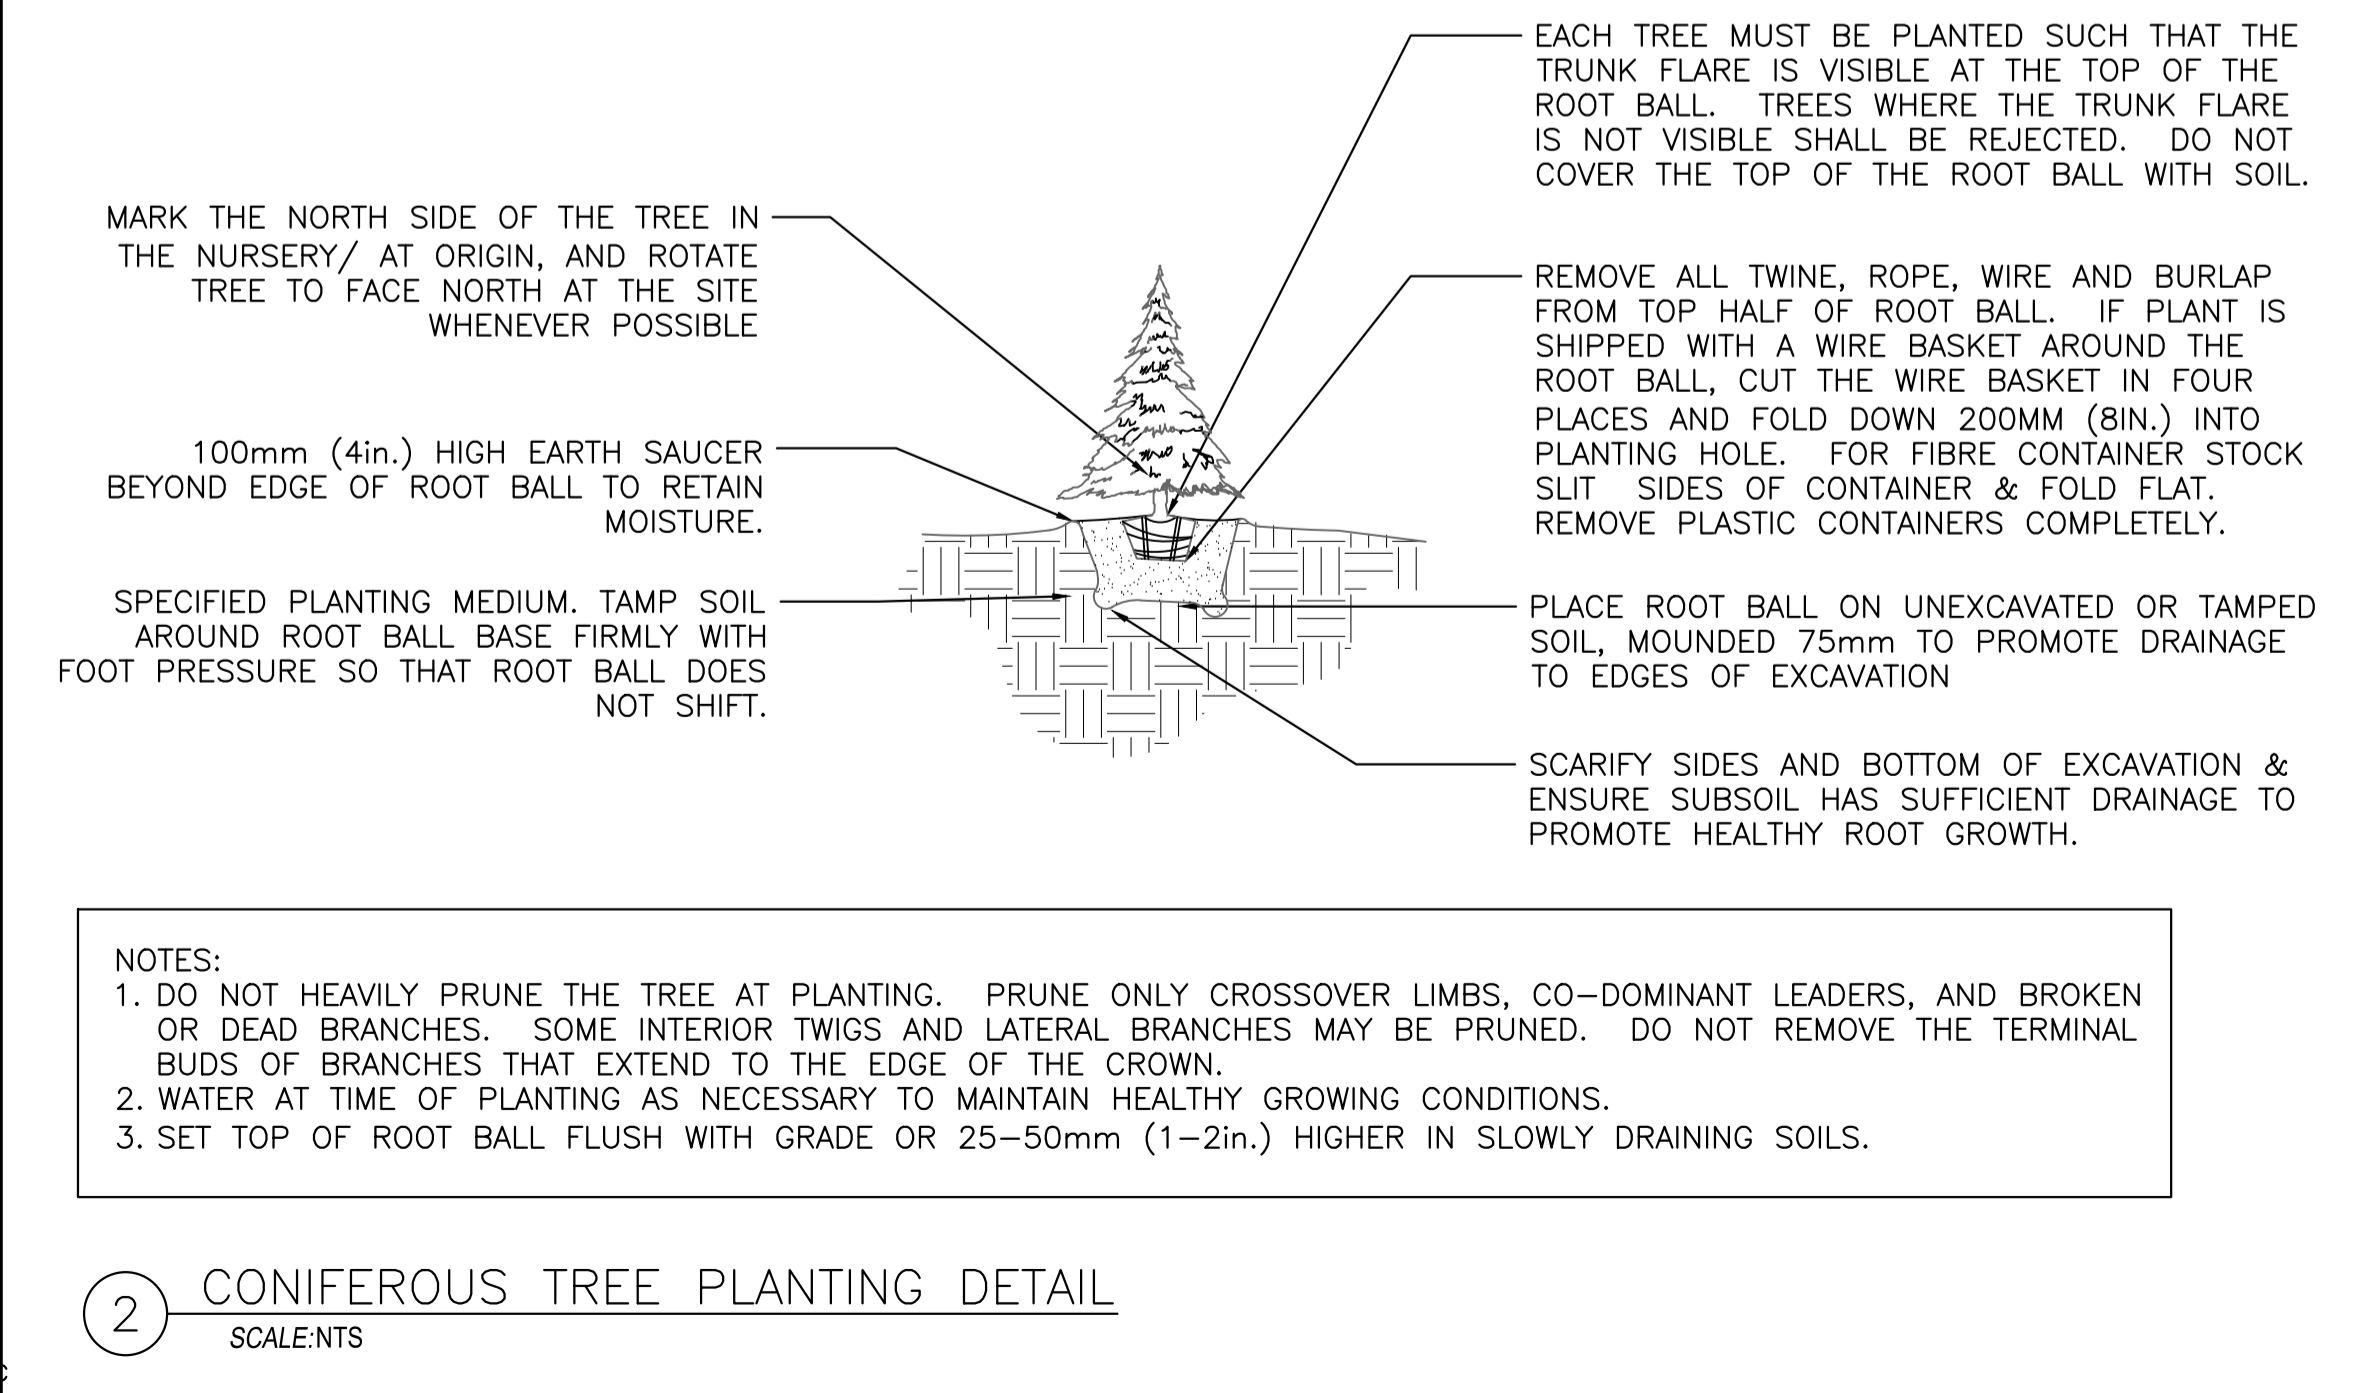 EACH TREE MUST BE PLANTED SUCH THAT THE
TRUNK FLARE IS VISIBLE AT THE TOP OF THE
ROOT BALL. TREES WHERE THE TRUNK FLARE
IS NOT VISIBLE SHALL BE REJECTED. DO NOT
COVER THE TOP OF THE ROOT BALL WITH SOIL.
MARK THE NORTH SIDE OF THE TREE IN
THE NURSERY/ AT ORIGIN, AND ROTATE
TREE TO FACE NORTH AT THE SITE
WHENEVER POSSIBLE
REMOVE ALL TWINE, ROPE, WIRE AND BURLAP
FROM TOP HALF OF ROOT BALL. IF PLANT IS
SHIPPED WITH A WIRE BASKET AROUND THE
ROOT BALL, CUT THE WIRE BASKET IN FOUR
PLACES AND FOLD DOWN 200MM (8IN.) INTO
PLANTING HOLE. FOR FIBRE CONTAINER STOCK
SLIT SIDES OF CONTAINER & FOLD FLAT.
REMOVE PLASTIC CONTAINERS COMPLETELY.
100mm (4in.) HIGH EARTH SAUCER
BEYOND EDGE OF ROOT BALL TO RETAIN
MOISTURE.
SPECIFIED PLANTING MEDIUM. TAMP SOIL
AROUND ROOT BALL BASE FIRMLY WITH
FOOT PRESSURE SO THAT ROOT BALL DOES
NOT SHIFT.
PLACE ROOT BALL ON UNEXCAVATED OR TAMPED
SOIL, MOUNDED 75mm TO PROMOTE DRAINAGE
TO EDGES OF EXCAVATION
SCARIFY SIDES AND BOTTOM OF EXCAVATION &
ENSURE SUBSOIL HAS SUFFICIENT DRAINAGE TO
PROMOTE HEALTHY ROOT GROWTH.
NOTES:
1. DO NOT HEAVILY PRUNE THE TREE AT PLANTING. PRUNE ONLY CROSSOVER LIMBS, CO-DOMINANT LEADERS, AND BROKEN
OR DEAD BRANCHES. SOME INTERIOR TWIGS AND LATERAL BRANCHES MAY BE PRUNED. DO NOT REMOVE THE TERMINAL
BUDS OF BRANCHES THAT EXTEND TO THE EDGE OF THE CROWN.
2. WATER AT TIME OF PLANTING AS NECESSARY TO MAINTAIN HEALTHY GROWING CONDITIONS.
3. SET TOP OF ROOT BALL FLUSH WITH GRADE OR 25-50mm (1-2in.) HIGHER IN SLOWLY DRAINING SOILS.
2 CONIFEROUS TREE PLANTING DETAIL
SCALE:NTS